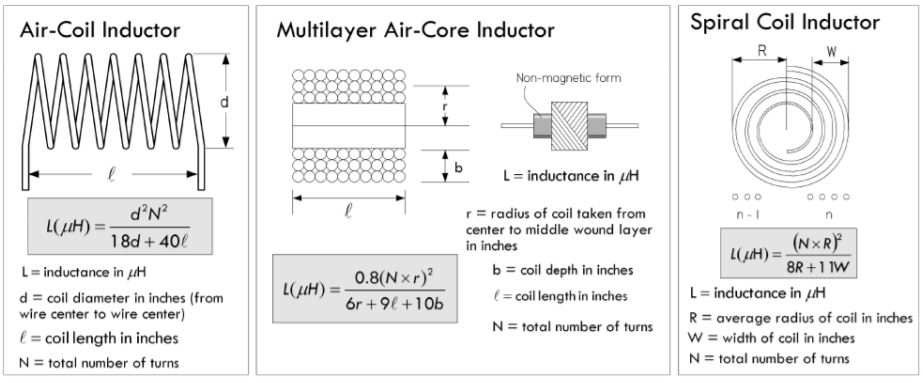 Air-Coil Inductor
d
ℓ
L(μH) = d²N² / 18d + 40ℓ
L = inductance in μH
d = coil diameter in inches (from
wire center to wire center)
ℓ = coil length in inches
N = total number of turns
Multilayer Air-Core Inductor
Non-magnetic form
r
b
ℓ
L = inductance in μH
r = radius of coil taken from
center to middle wound layer
in inches
L(μH) = 0.8(N × r)² / 6r + 9ℓ + 10b
b = coil depth in inches
ℓ = coil length in inches
N = total number of turns
Spiral Coil Inductor
R
W
n - 1
n
L(μH) = (N × R)² / 8R + 11W
L = inductance in μH
R = average radius of coil in inches
W = width of coil in inches
N = total number of turns